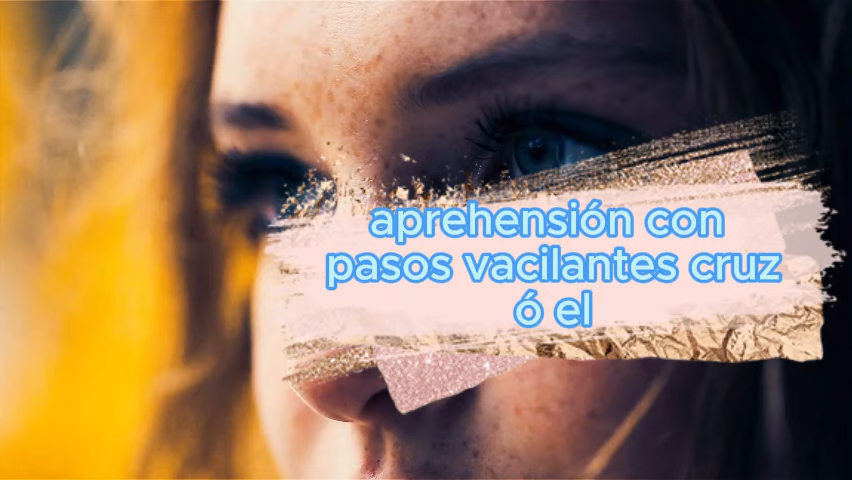 aprehensión con
pasos vacilantes cruz
ó el